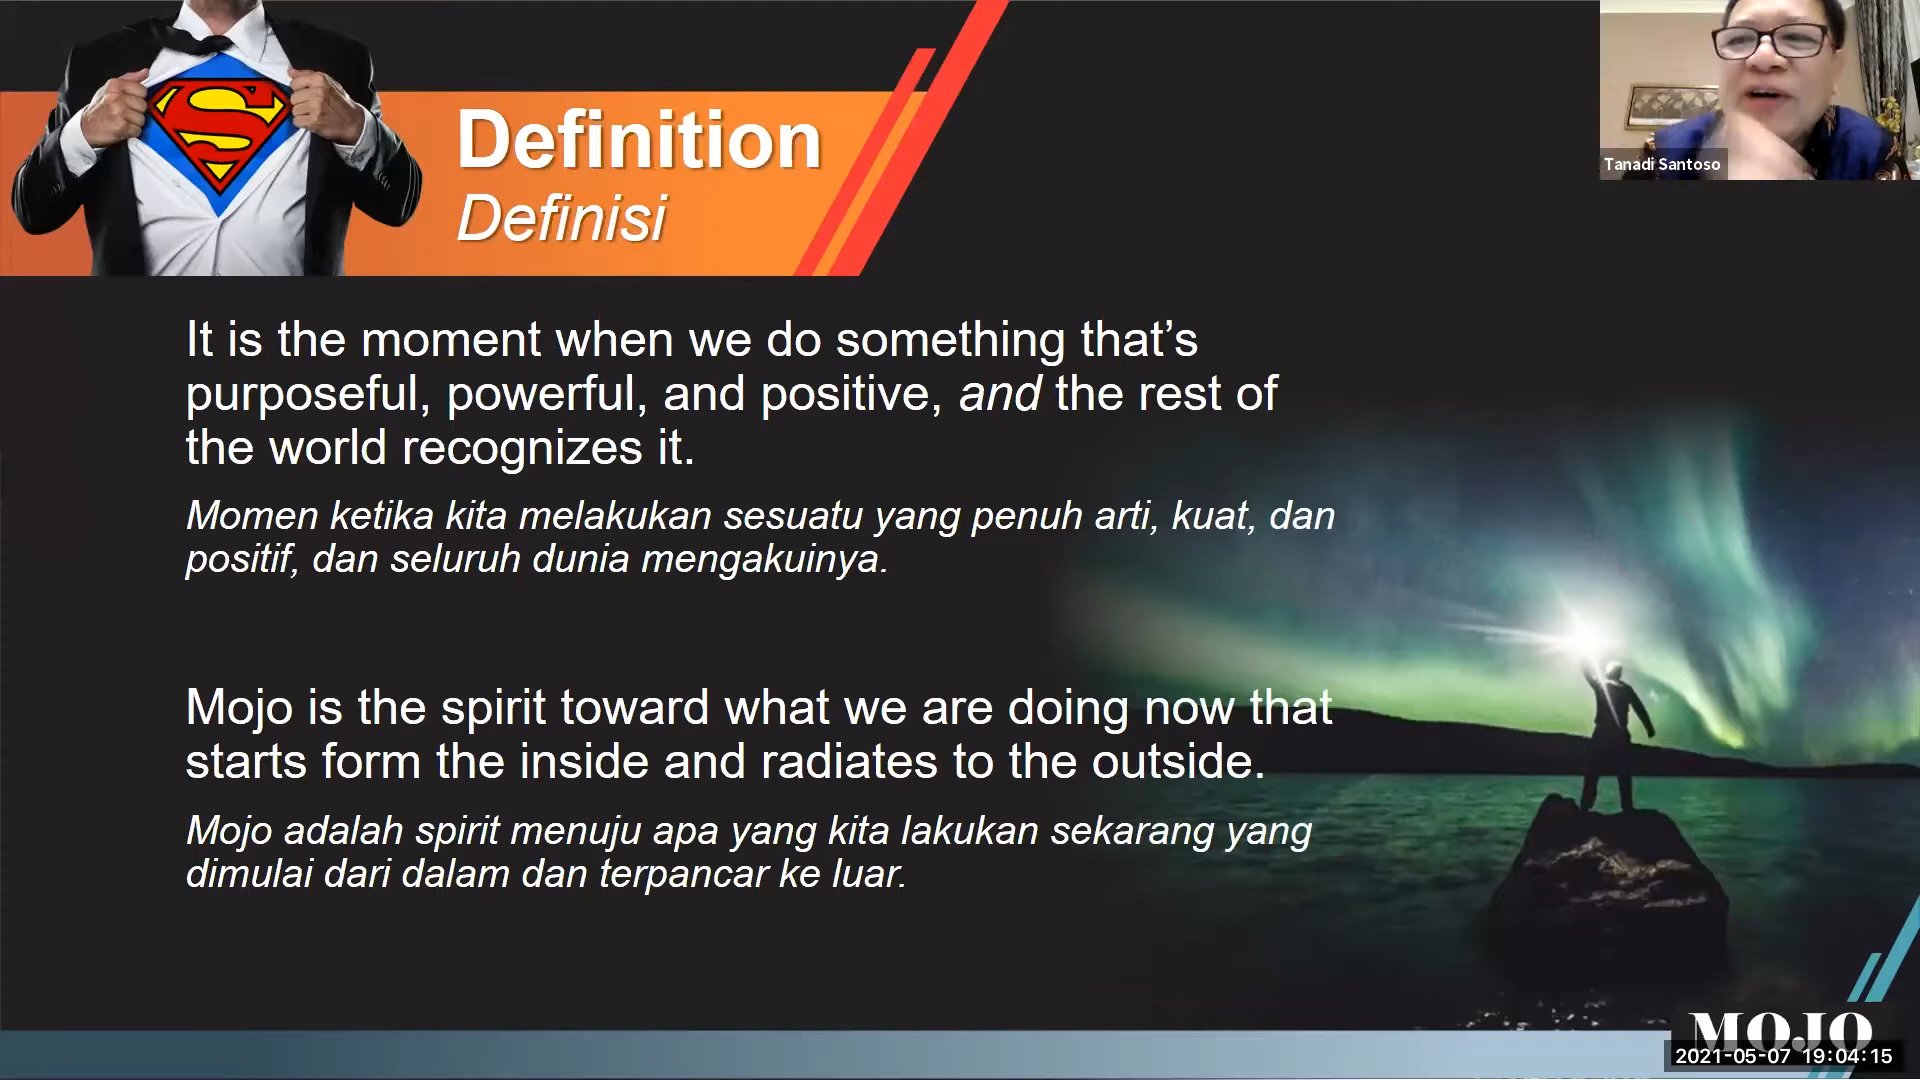 Definition
Definisi
Tanadi Santoso
It is the moment when we do something that’s
purposeful, powerful, and positive, and the rest of
the world recognizes it.
Momen ketika kita melakukan sesuatu yang penuh arti, kuat, dan
positif, dan seluruh dunia mengakuinya.
Mojo is the spirit toward what we are doing now that
starts form the inside and radiates to the outside.
Mojo adalah spirit menuju apa yang kita lakukan sekarang yang
dimulai dari dalam dan terpancar ke luar.
MOJO
2021-05-07 19:04:15